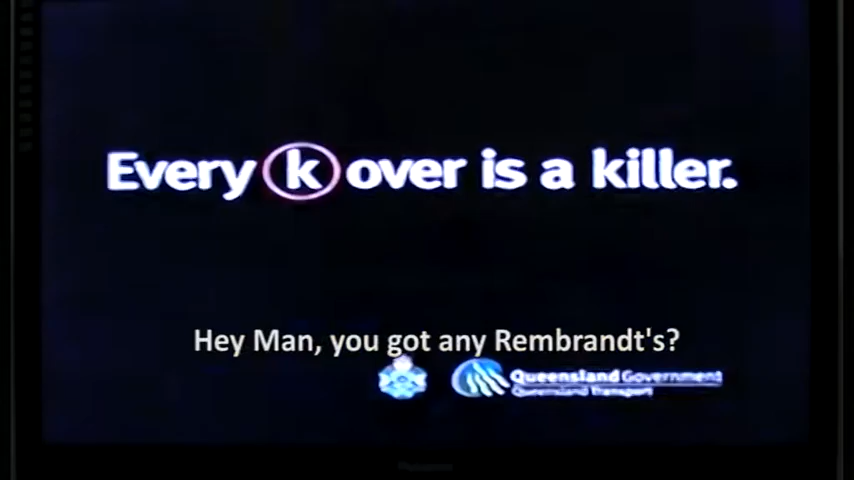 Every k over is a killer.
Hey Man, you got any Rembrandt's?
Queensland Government
Queensland Transport